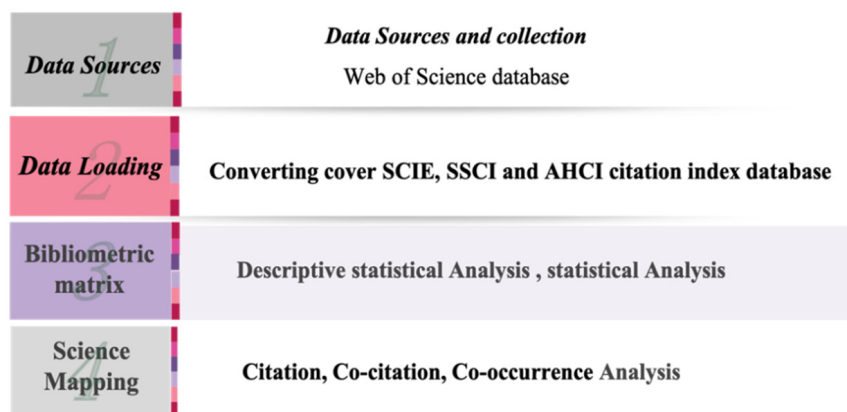 1
Data Sources
Data Sources and collection
Web of Science database
2
Data Loading
Converting cover SCIE, SSCI and AHCI citation index database
3
Bibliometric
matrix
Descriptive statistical Analysis , statistical Analysis
4
Science
Mapping
Citation, Co-citation, Co-occurrence Analysis